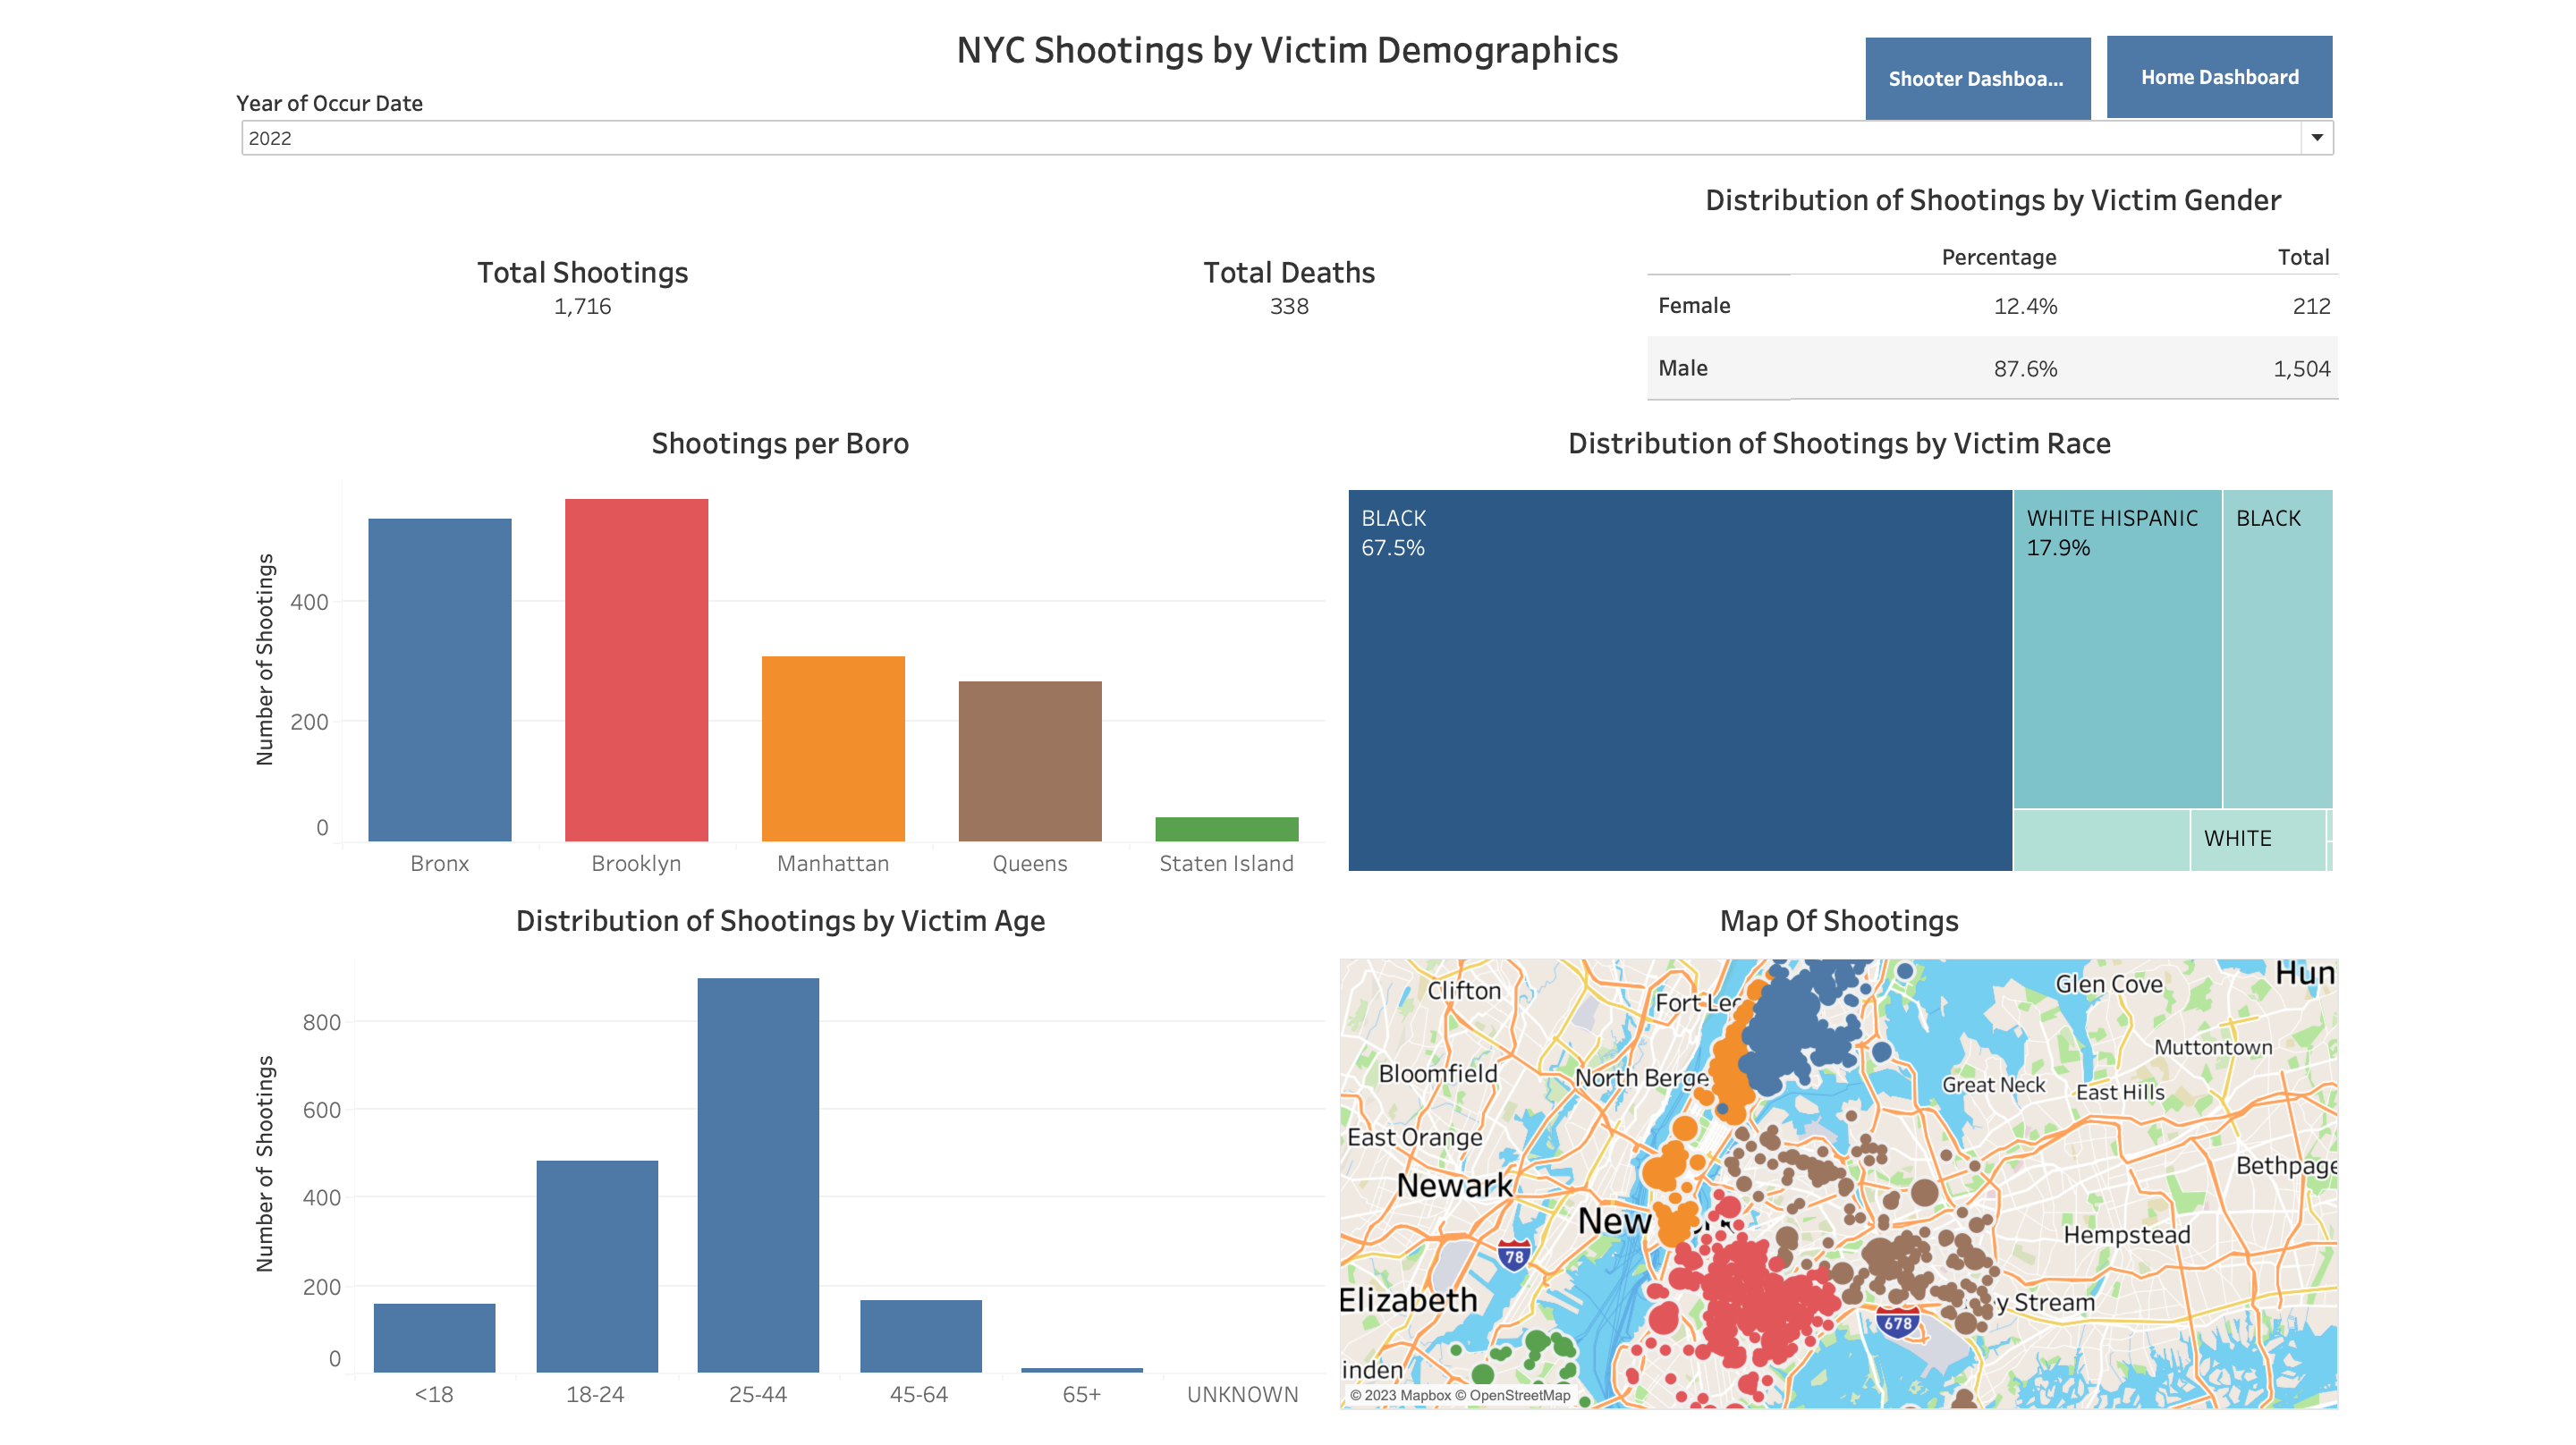 NYC Shootings by Victim Demographics
Shooter Dashboa...
Home Dashboard
Year of Occur Date
2022
Total Shootings
1,716
Total Deaths
338
Distribution of Shootings by Victim Gender
Percentage Total
Female 12.4% 212
Male 87.6% 1,504
Shootings per Boro
Number of Shootings
400
200
0
Bronx Brooklyn Manhattan Queens Staten Island
Distribution of Shootings by Victim Race
BLACK
67.5%
WHITE HISPANIC
17.9%
BLACK
WHITE
Distribution of Shootings by Victim Age
Number of Shootings
800
600
400
200
0
<18 18-24 25-44 45-64 65+ UNKNOWN
Map Of Shootings
Hun
Glen Cove
Clifton
Fort Lee
Muttontown
Bloomfield
North Berge
Great Neck
East Hills
East Orange
Bethpage
Newark
New
Hempstead
78
Elizabeth
y Stream
678
inden
© 2023 Mapbox © OpenStreetMap